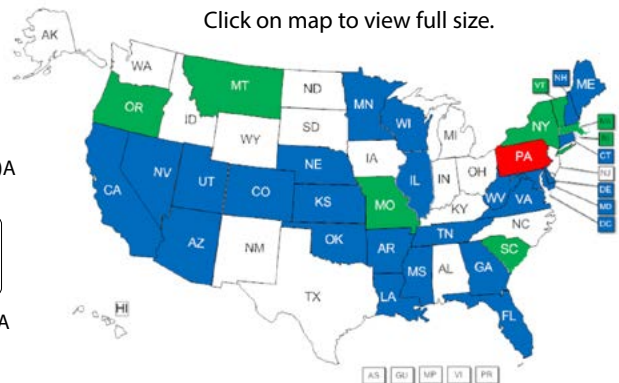 Click on map to view full size.
AK
WA
MT
ND
MN
VT
NH
ME
OR
ID
SD
WI
MI
NY
WY
IA
PA
CT
NJ
NV
NE
IL
IN
OH
DE
CA
UT
CO
KS
MO
KY
WV
VA
MD
DC
AZ
NM
OK
AR
TN
NC
SC
TX
LA
MS
AL
GA
FL
HI
AS
GU
MP
VI
PR
A
A